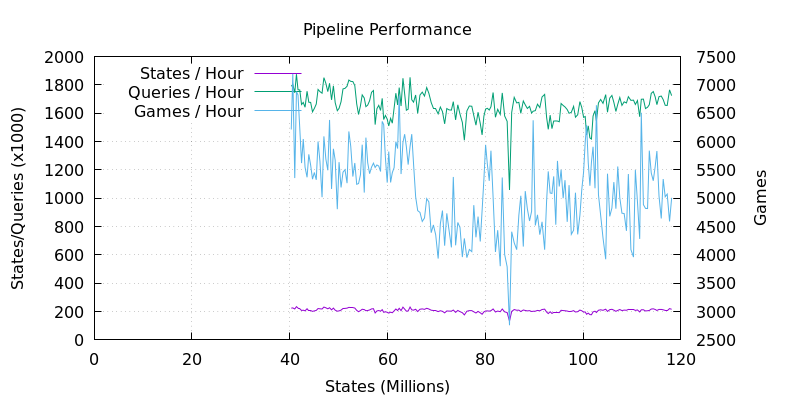 Pipeline Performance
States / Hour
Queries / Hour
Games / Hour
States/Queries (x1000)
2000
1800
1600
1400
1200
1000
800
600
400
200
0
7500
7000
6500
6000
5500
5000
4500
4000
3500
3000
2500
Games
0 20 40 60 80 100 120
States (Millions)